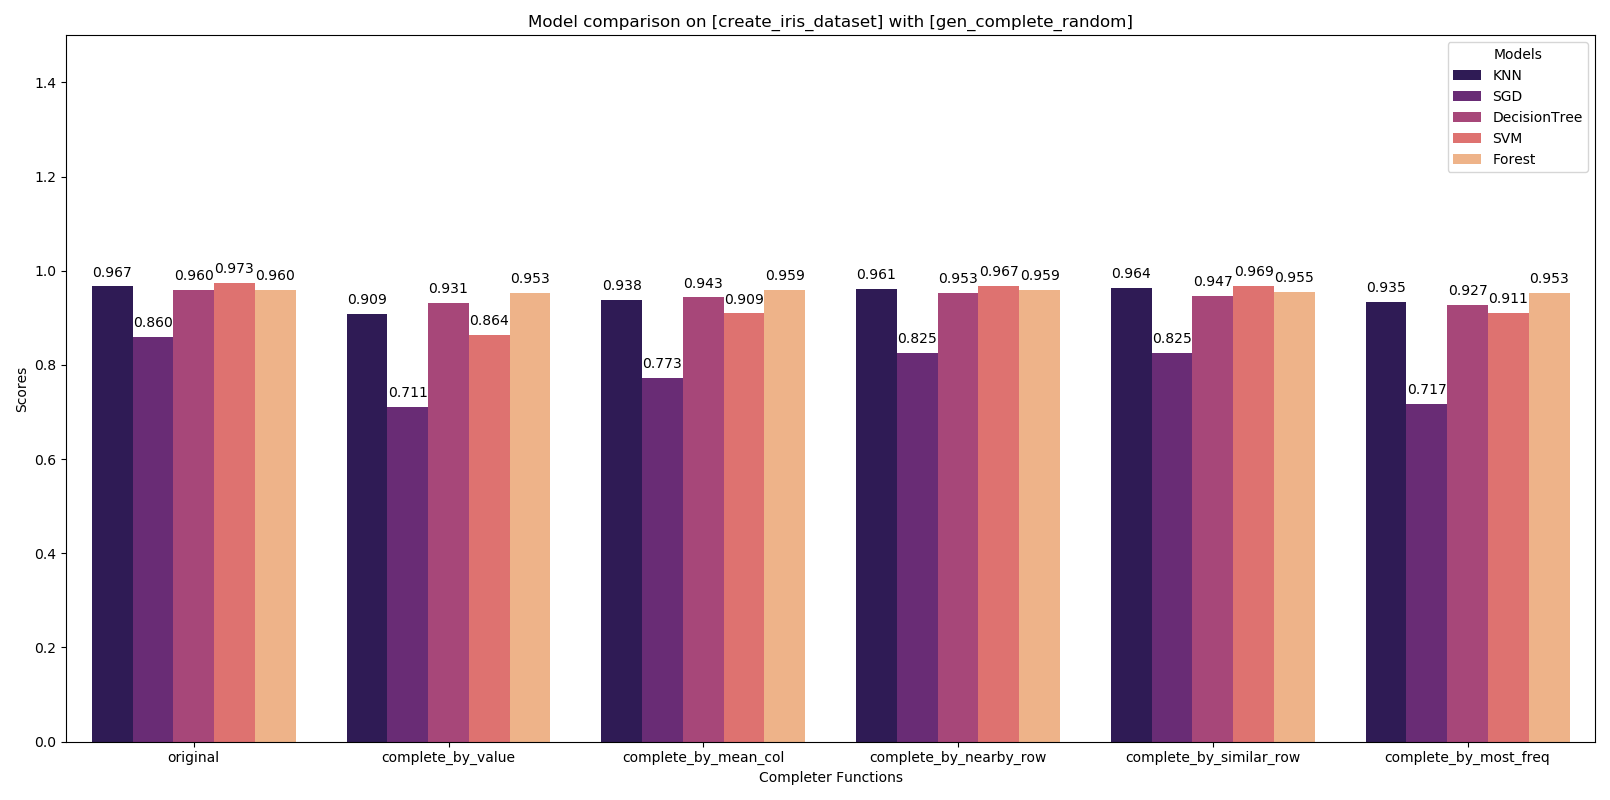 Model comparison on [create_iris_dataset] with [gen_complete_random]
Models
KNN
SGD
DecisionTree
SVM
Forest
Scores
1.4
1.2
1.0
0.8
0.6
0.4
0.2
0.0
0.967
0.860
0.960
0.973
0.960
0.909
0.711
0.931
0.864
0.953
0.938
0.773
0.943
0.909
0.959
0.961
0.825
0.953
0.967
0.959
0.964
0.825
0.947
0.969
0.955
0.935
0.717
0.927
0.911
0.953
original
complete_by_value
complete_by_mean_col
complete_by_nearby_row
complete_by_similar_row
complete_by_most_freq
Completer Functions